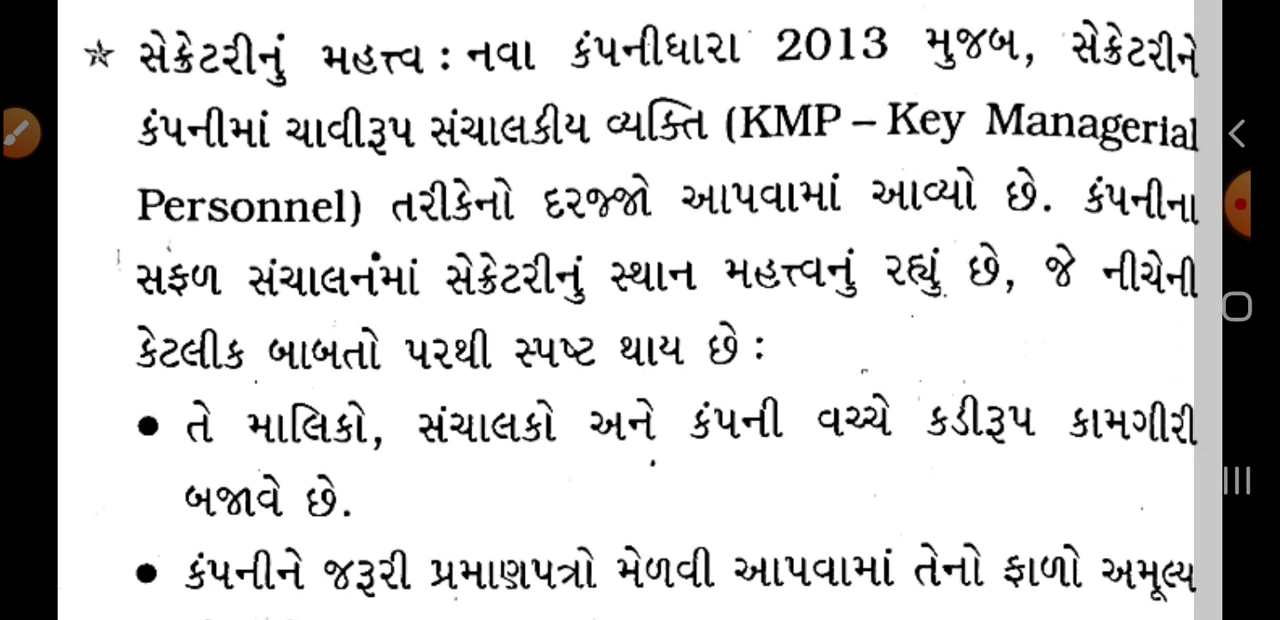 ☆ સેક્રેટરીનું મહત્ત્વ : નવા કંપનીધારા 2013 મુજબ, સેક્રેટરીને
કંપનીમાં ચાવીરૂપ સંચાલકીય વ્યક્તિ (KMP – Key Managerial
Personnel) તરીકેનો દરજ્જો આપવામાં આવ્યો છે. કંપનીના
સફળ સંચાલનમાં સેક્રેટરીનું સ્થાન મહત્ત્વનું રહ્યું છે, જે નીચેની
કેટલીક બાબતો પરથી સ્પષ્ટ થાય છે :
● તે માલિકો, સંચાલકો અને કંપની વચ્ચે કડીરૂપ કામગીરી
બજાવે છે.
● કંપનીને જરૂરી પ્રમાણપત્રો મેળવી આપવામાં તેનો ફાળો અમૂલ્ય